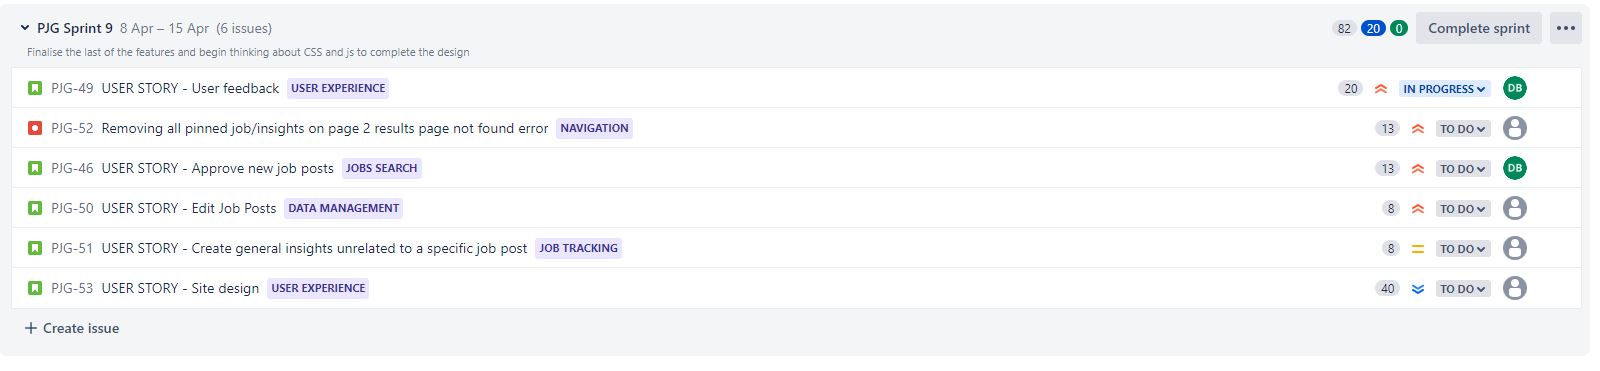 PJG Sprint 9 8 Apr – 15 Apr (6 issues) 82 20 0 Complete sprint
Finalise the last of the features and begin thinking about CSS and js to complete the design
PJG-49 USER STORY - User feedback USER EXPERIENCE 20 IN PROGRESS DB
PJG-52 Removing all pinned job/insights on page 2 results page not found error NAVIGATION 13 TO DO
PJG-46 USER STORY - Approve new job posts JOBS SEARCH 13 TO DO DB
PJG-50 USER STORY - Edit Job Posts DATA MANAGEMENT 8 TO DO
PJG-51 USER STORY - Create general insights unrelated to a specific job post JOB TRACKING 8 TO DO
PJG-53 USER STORY - Site design USER EXPERIENCE 40 TO DO
+ Create issue